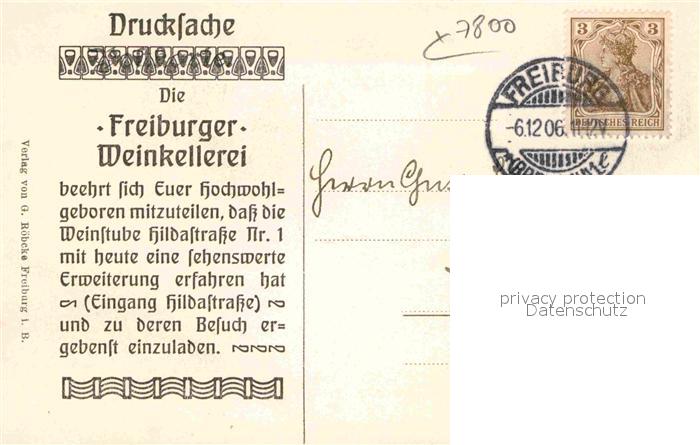 Drucksache
Die
· Freiburger ·
Weinkellerei
beehrt sich Euer Hochwohl=
geboren mitzuteilen, daß die
Weinstube Hildastraße Nr. 1
mit heute eine sehenswerte
Erweiterung erfahren hat
(Eingang Hildastraße)
und zu deren Besuch er=
gebenst einzuladen.
Verlag von G. Röbcke Freiburg i. B.
x 7800
3 3
DEUTSCHES REICH
FREIBURG
-6.12 06.
Herrn
privacy protection
Datenschutz